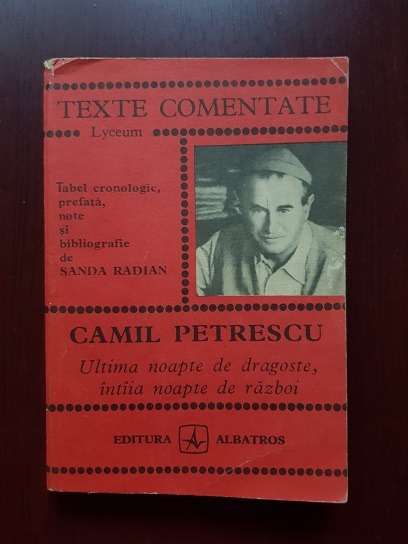 TEXTE COMENTATE
Lyceum
Tabel cronologic,
prefață,
note
și
bibliografie
de
SANDA RADIAN
CAMIL PETRESCU
Ultima noapte de dragoste,
întîia noapte de război
EDITURA ALBATROS